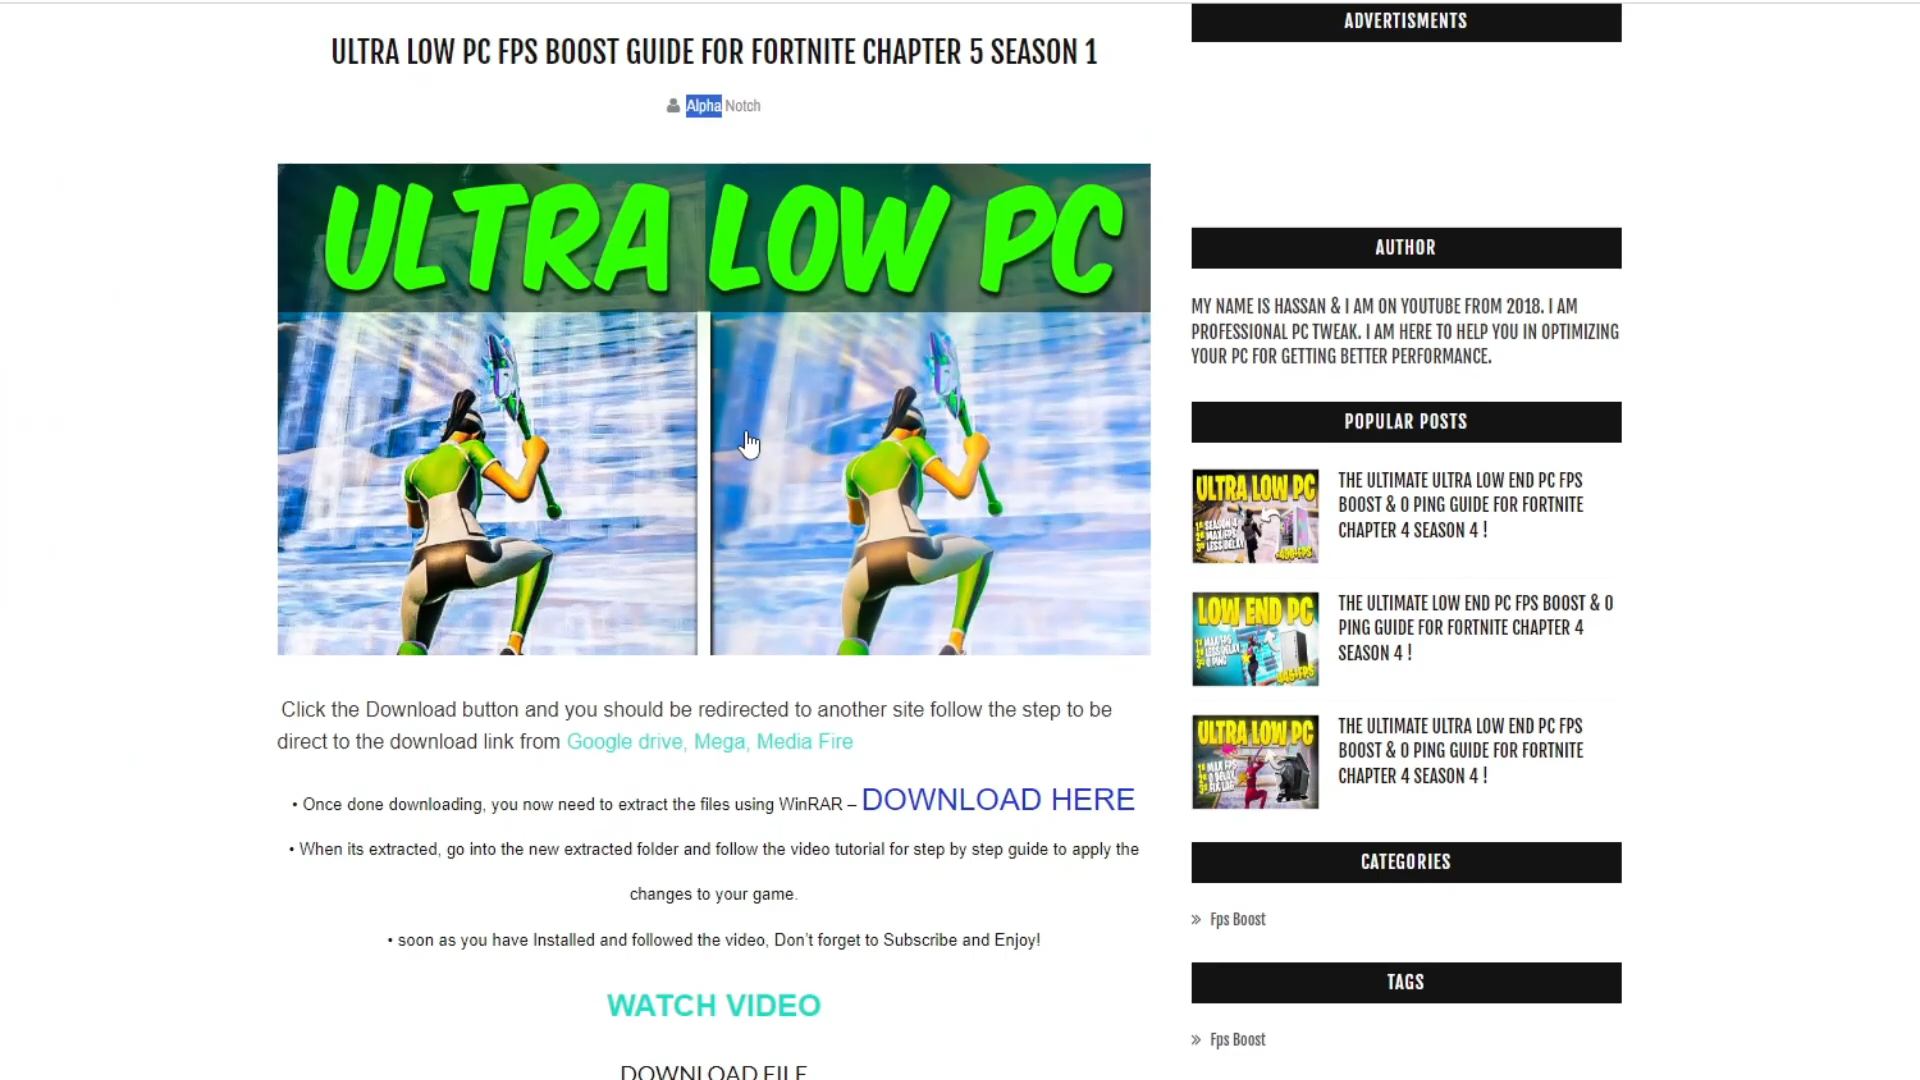 ULTRA LOW PC FPS BOOST GUIDE FOR FORTNITE CHAPTER 5 SEASON 1
Alpha Notch
ULTRA LOW PC
Click the Download button and you should be redirected to another site follow the step to be
direct to the download link from Google drive, Mega, Media Fire
• Once done downloading, you now need to extract the files using WinRAR – DOWNLOAD HERE
• When its extracted, go into the new extracted folder and follow the video tutorial for step by step guide to apply the
changes to your game.
• soon as you have Installed and followed the video, Don't forget to Subscribe and Enjoy!
WATCH VIDEO
DOWNLOAD FILE
ADVERTISMENTS
AUTHOR
MY NAME IS HASSAN & I AM ON YOUTUBE FROM 2018. I AM
PROFESSIONAL PC TWEAK. I AM HERE TO HELP YOU IN OPTIMIZING
YOUR PC FOR GETTING BETTER PERFORMANCE.
POPULAR POSTS
ULTRA LOW PC
THE ULTIMATE ULTRA LOW END PC FPS
BOOST & 0 PING GUIDE FOR FORTNITE
CHAPTER 4 SEASON 4 !
LOW END PC
THE ULTIMATE LOW END PC FPS BOOST & 0
PING GUIDE FOR FORTNITE CHAPTER 4
SEASON 4 !
ULTRA LOW PC
THE ULTIMATE ULTRA LOW END PC FPS
BOOST & 0 PING GUIDE FOR FORTNITE
CHAPTER 4 SEASON 4 !
CATEGORIES
» Fps Boost
TAGS
» Fps Boost